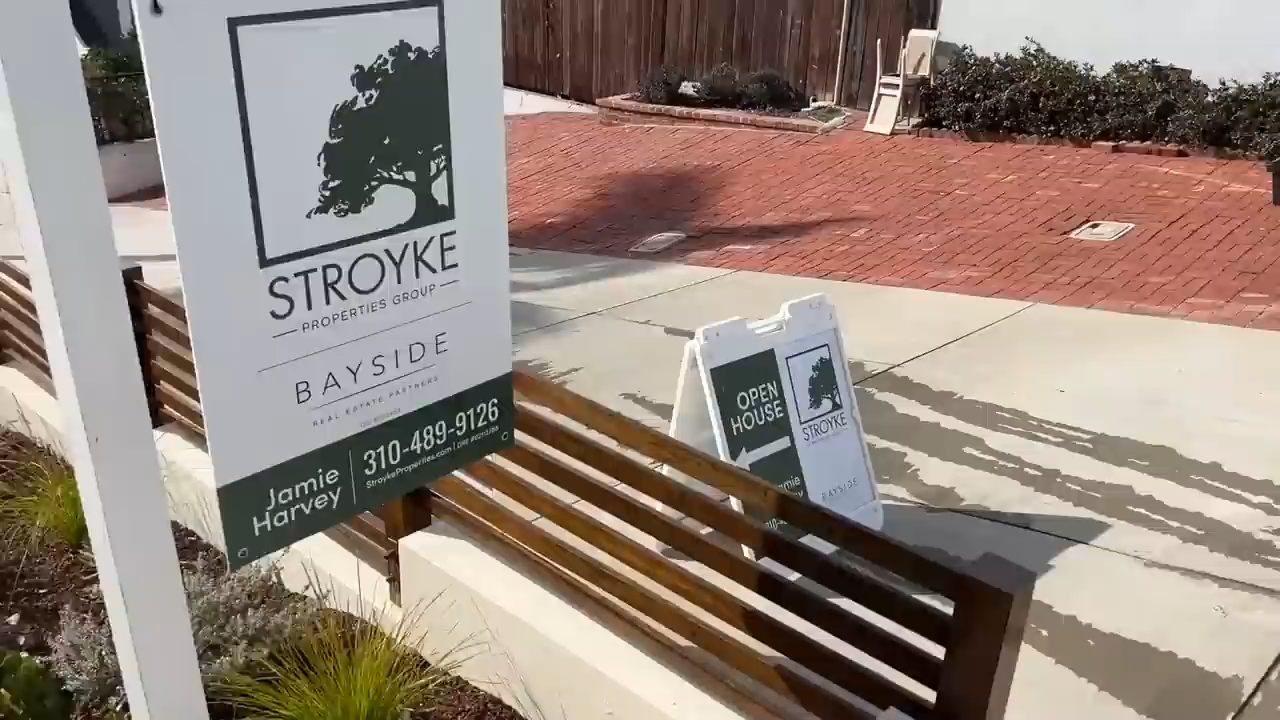 STROYKE
PROPERTIES GROUP
BAYSIDE
REAL ESTATE PARTNERS
Jamie
Harvey
310-489-9126
StroykeProperties.com
OPEN
HOUSE
STROYKE
BAYSIDE